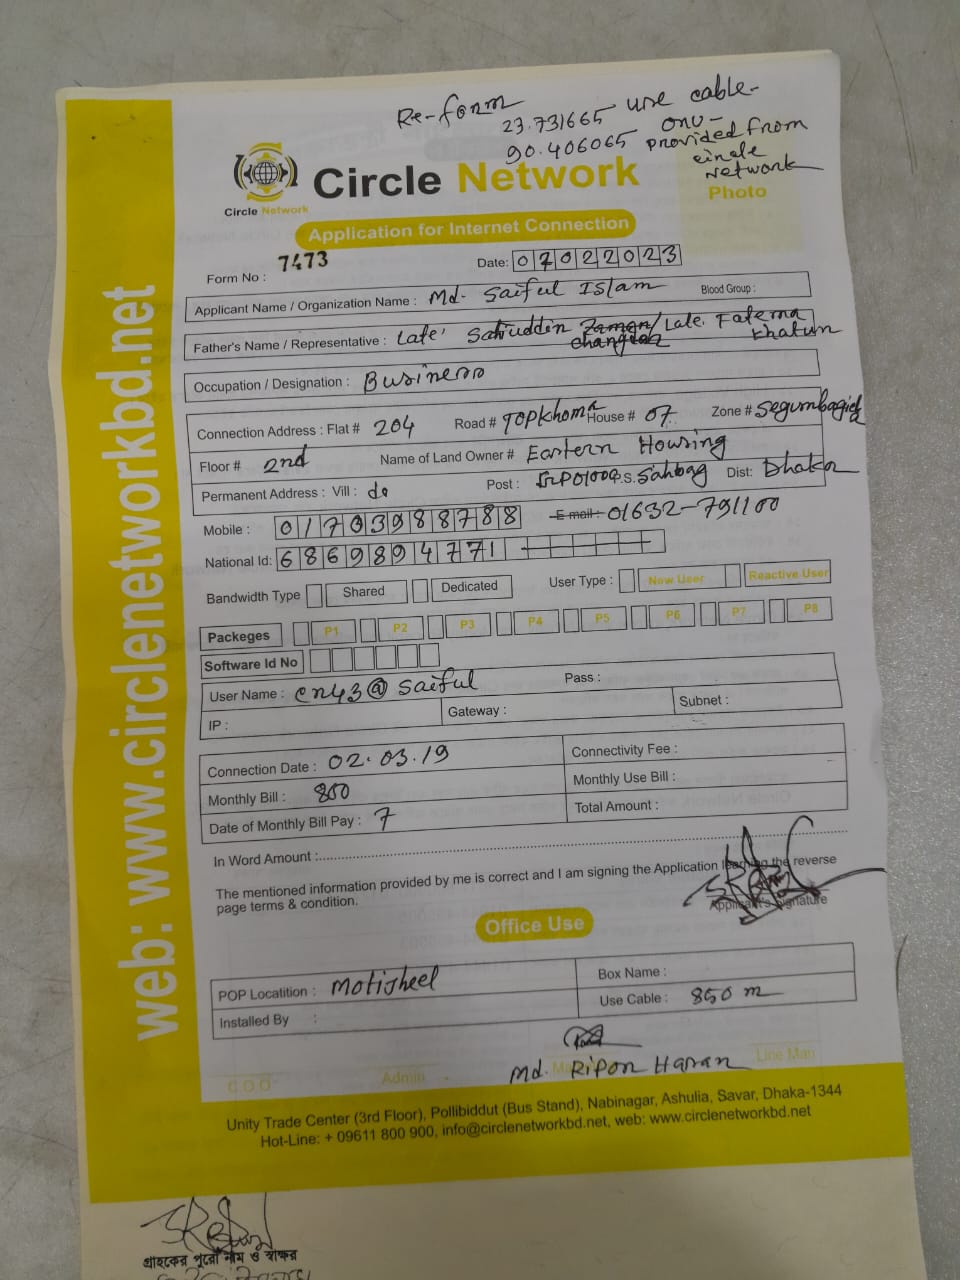 Re-form
23.731665 use cable-
90.406065 onu-
provided from
circle
Network
Circle Network
Circle Network
Photo
Application for Internet Connection
Form No : 7473
Date: 07022023
Applicant Name / Organization Name : Md. Saiful Islam Blood Group :
Father's Name / Representative : Late' Safiuddin Zaman / Late. Fatema
Khatun
Occupation / Designation : Business
Connection Address : Flat # 204 Road # Topkhona House # 07 Zone # Segunbagicha
Floor # 2nd Name of Land Owner # Eastern Housing
Permanent Address : Vill : do Post : P.S. Sahbag Dist: Dhaka
Mobile : 01703988788 E mail : 01632-791100
National Id: 6869894771
Bandwidth Type Shared Dedicated User Type : New User Reactive User
Packeges P1 P2 P3 P4 P5 P6 P7 P8
Software Id No
User Name : cn43@saiful Pass :
IP : Gateway : Subnet :
Connection Date : 02.03.19 Connectivity Fee :
Monthly Bill : 800 Monthly Use Bill :
Date of Monthly Bill Pay : 7 Total Amount :
In Word Amount :
The mentioned information provided by me is correct and I am signing the Application learning the reverse
page terms & condition.
Applicant's Signature
Office Use
POP Locatition : Motijheel Box Name :
Installed By : Use Cable : 850 m
Md. Ripon Hasan
COO Admin Line Man
Unity Trade Center (3rd Floor), Pollibiddut (Bus Stand), Nabinagar, Ashulia, Savar, Dhaka-1344
Hot-Line: + 09611 800 900, info@circlenetworkbd.net, web: www.circlenetworkbd.net
web: www.circlenetworkbd.net
গ্রাহকের পুরো নাম ও স্বাক্ষর